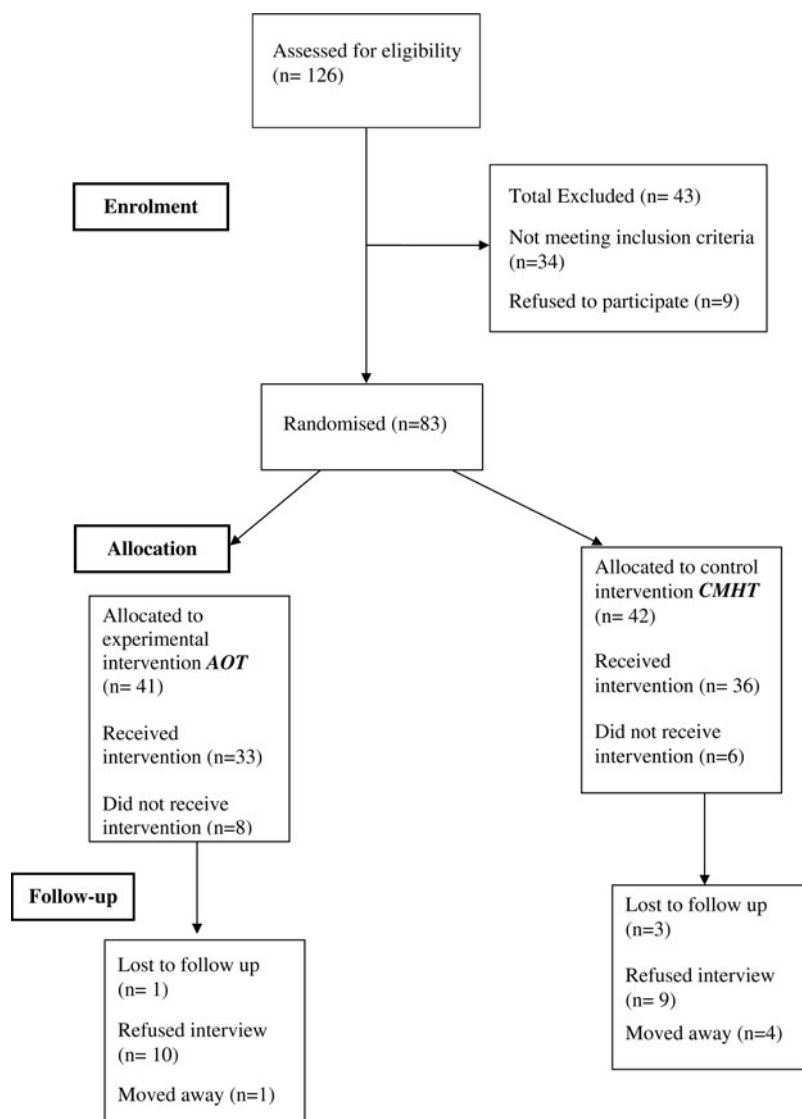 Assessed for eligibility
(n= 126)
Enrolment
Total Excluded (n= 43)
Not meeting inclusion criteria
(n=34)
Refused to participate (n=9)
Randomised (n=83)
Allocation
Allocated to
experimental
intervention AOT
(n= 41)
Received
intervention (n=33)
Did not receive
intervention (n=8)
Allocated to control
intervention CMHT
(n= 42)
Received
intervention (n= 36)
Did not receive
intervention (n=6)
Follow-up
Lost to follow up
(n= 1)
Refused interview
(n= 10)
Moved away (n=1)
Lost to follow up
(n=3)
Refused interview
(n= 9)
Moved away (n=4)